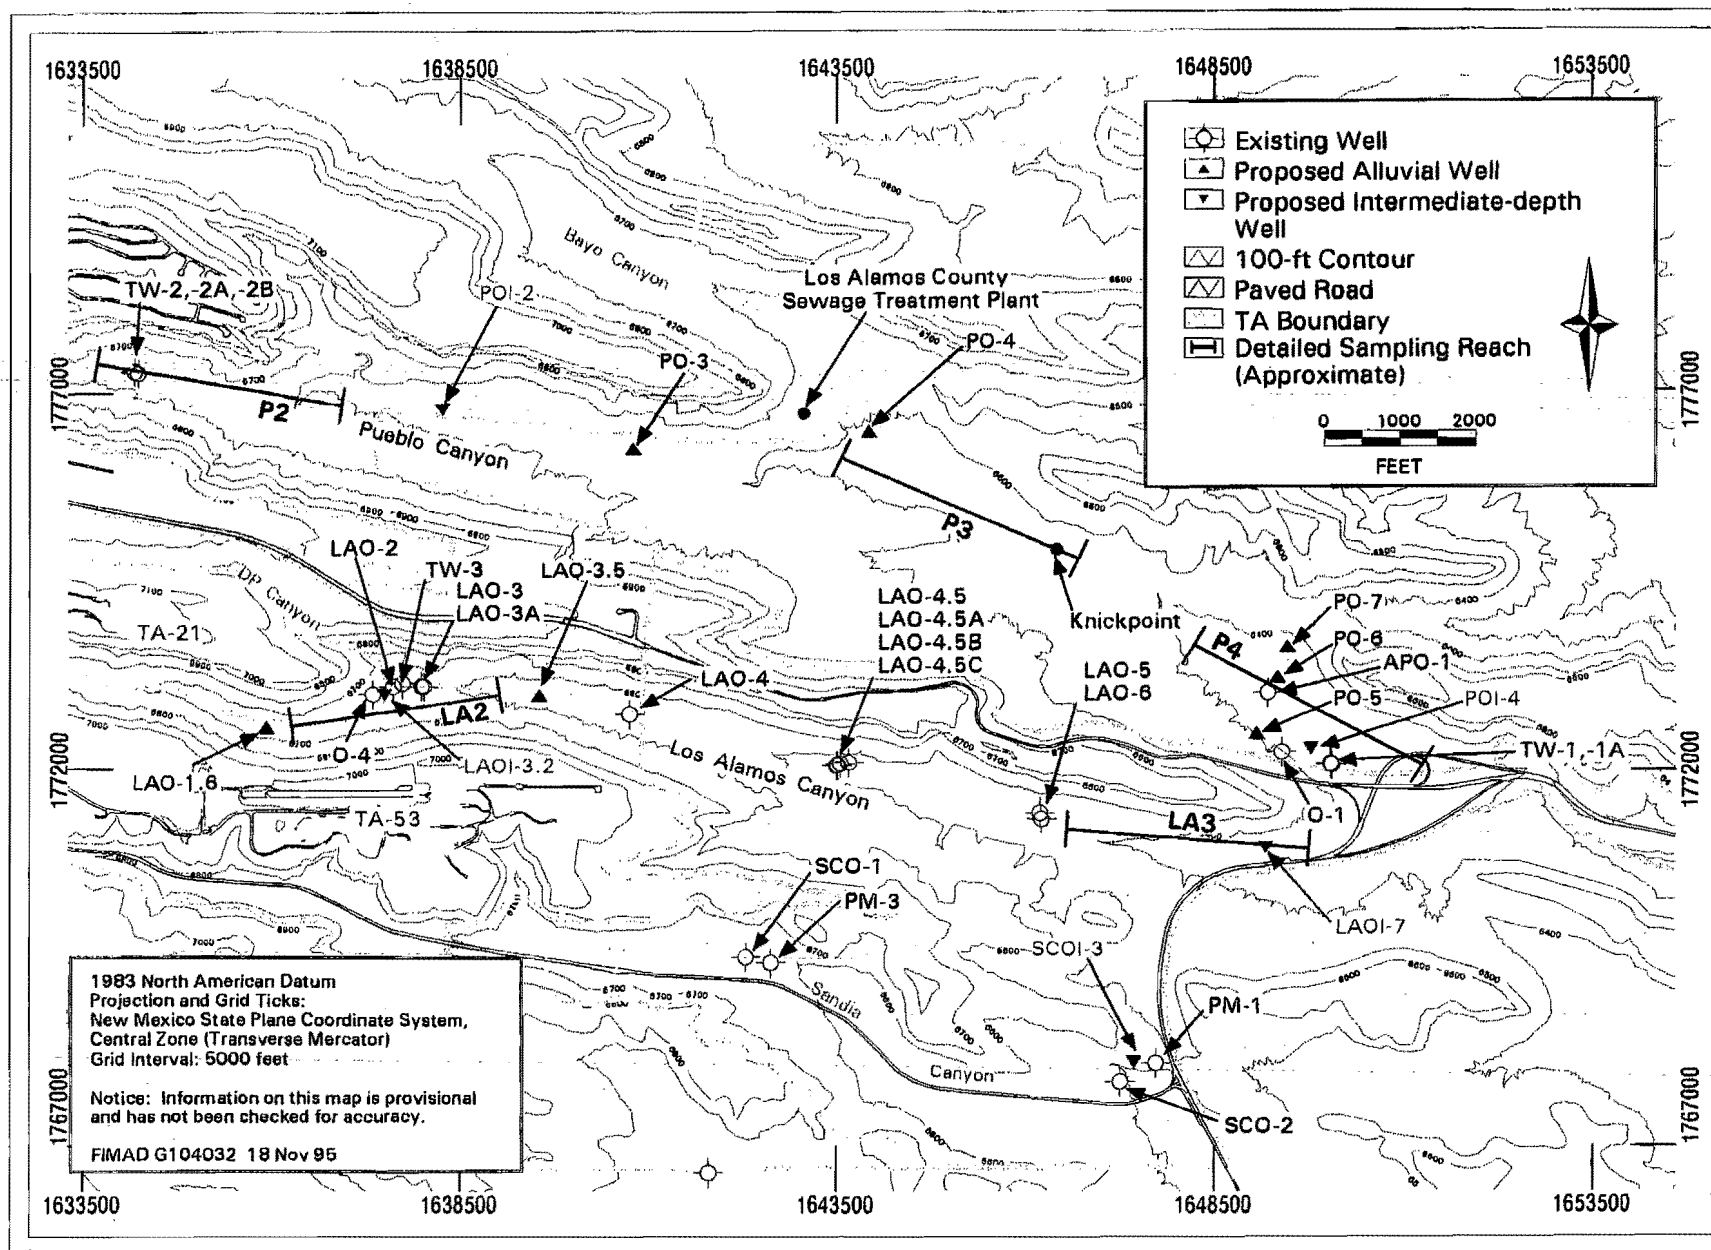 1633500
1638500
1643500
1648500
1653500
Existing Well
Proposed Alluvial Well
Proposed Intermediate-depth
Well
100-ft Contour
Paved Road
TA Boundary
Detailed Sampling Reach
(Approximate)
0 1000 2000
FEET
Bayo Canyon
TW-2,-2A,-2B
POI-2
Los Alamos County
Sewage Treatment Plant
PO-4
PO-3
1777000
1777000
P2
Pueblo Canyon
P3
Knickpoint
LAO-2
TW-3
LAO-3
LAO-3A
LAO-3.5
DP Canyon
TA-21
LAO-4.5
LAO-4.5A
LAO-4.5B
LAO-4.5C
LAO-5
LAO-6
PO-7
PO-6
P4
APO-1
PO-5
POI-4
TW-1,-1A
LAO-4
LA2
O-4
LAOI-3.2
LAO-1.6
Los Alamos Canyon
1772000
1772000
TA-53
LA3
O-1
SCO-1
PM-3
LAOI-7
SCOI-3
Sandia
Canyon
PM-1
SCO-2
1767000
1767000
1983 North American Datum
Projection and Grid Ticks:
New Mexico State Plane Coordinate System,
Central Zone (Transverse Mercator)
Grid Interval: 5000 feet
Notice: Information on this map is provisional
and has not been checked for accuracy.
FIMAD G104032 18 Nov 95
1633500
1638500
1643500
1648500
1653500